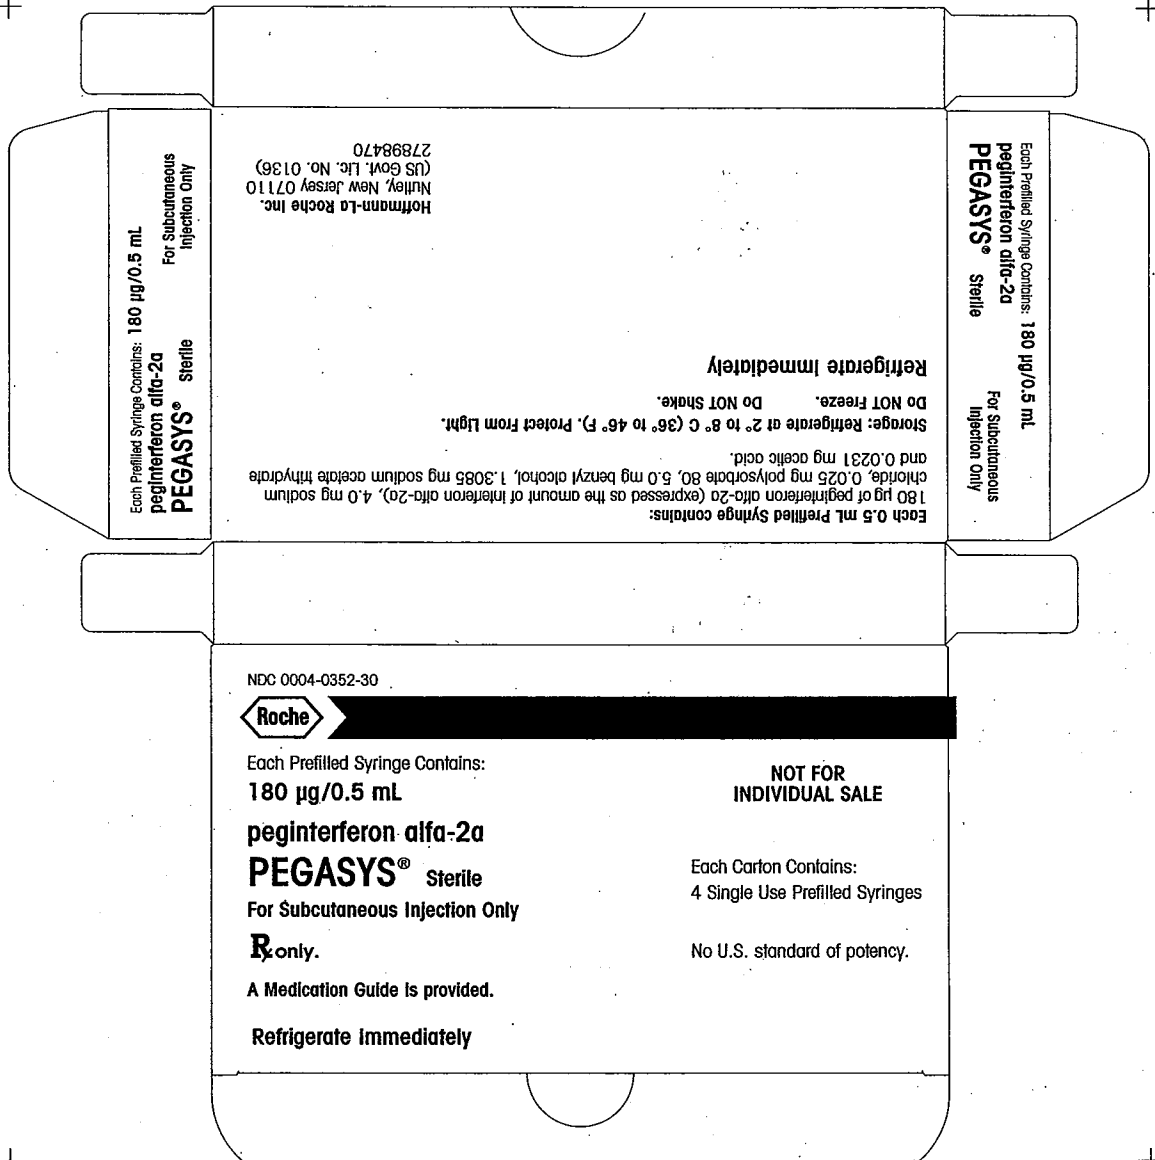 Each Prefilled Syringe Contains: 180 µg/0.5 mL
peginterferon alfa-2a
PEGASYS® Sterile
For Subcutaneous
Injection Only
Each 0.5 mL Prefilled Syringe contains:
180 µg of peginterferon alfa-2a (expressed as the amount of interferon alfa-2a), 4.0 mg sodium
chloride, 0.025 mg polysorbate 80, 5.0 mg benzyl alcohol, 1.3085 mg sodium acetate trihydrate
and 0.0231 mg acetic acid.
Storage: Refrigerate at 2° to 8° C (36° to 46° F). Protect From Light.
Do NOT Freeze. Do NOT Shake.
Refrigerate Immediately
Hoffmann-La Roche Inc.
Nutley, New Jersey 07110
(US Govt. Lic. No. 0136)
27898470
Each Prefilled Syringe Contains: 180 µg/0.5 mL
peginterferon alfa-2a
PEGASYS® Sterile
For Subcutaneous
Injection Only
NDC 0004-0352-30
Roche
Each Prefilled Syringe Contains:
180 µg/0.5 mL
peginterferon alfa-2a
PEGASYS® Sterile
For Subcutaneous Injection Only
℞ only.
A Medication Guide is provided.
Refrigerate Immediately
NOT FOR
INDIVIDUAL SALE
Each Carton Contains:
4 Single Use Prefilled Syringes
No U.S. standard of potency.